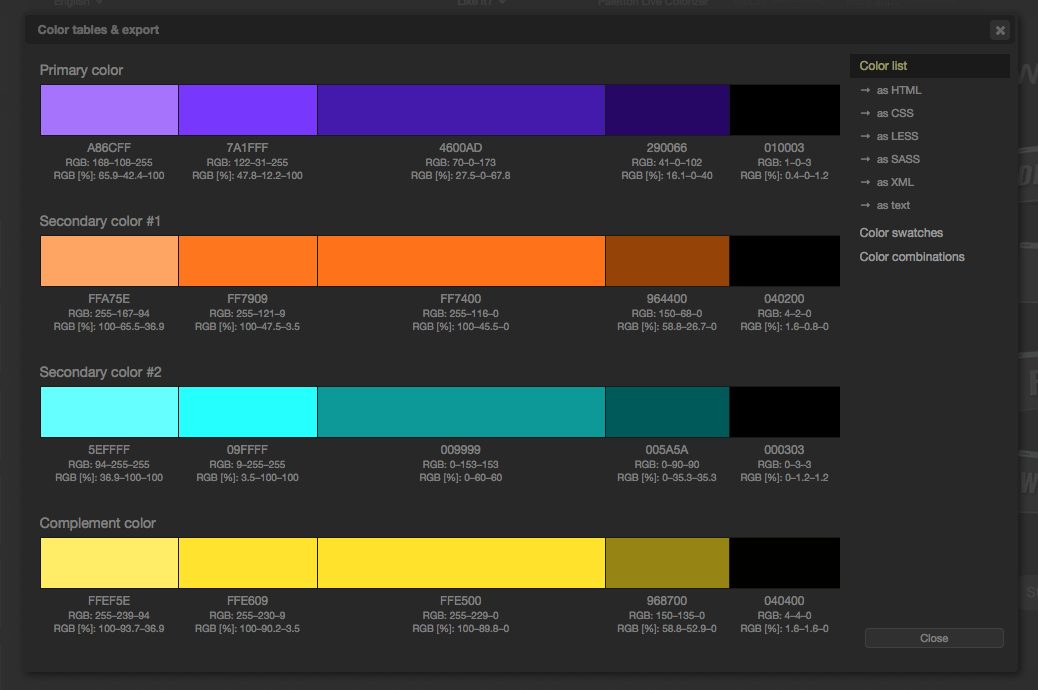 English
Like it?
Paletton Live Colorizer
Color tables & export
Primary color
A86CFF
RGB: 168–108–255
RGB [%]: 65.9–42.4–100
7A1FFF
RGB: 122–31–255
RGB [%]: 47.8–12.2–100
4600AD
RGB: 70–0–173
RGB [%]: 27.5–0–67.8
290066
RGB: 41–0–102
RGB [%]: 16.1–0–40
010003
RGB: 1–0–3
RGB [%]: 0.4–0–1.2
Secondary color #1
FFA75E
RGB: 255–167–94
RGB [%]: 100–65.5–36.9
FF7909
RGB: 255–121–9
RGB [%]: 100–47.5–3.5
FF7400
RGB: 255–116–0
RGB [%]: 100–45.5–0
964400
RGB: 150–68–0
RGB [%]: 58.8–26.7–0
040200
RGB: 4–2–0
RGB [%]: 1.6–0.8–0
Secondary color #2
5EFFFF
RGB: 94–255–255
RGB [%]: 36.9–100–100
09FFFF
RGB: 9–255–255
RGB [%]: 3.5–100–100
009999
RGB: 0–153–153
RGB [%]: 0–60–60
005A5A
RGB: 0–90–90
RGB [%]: 0–35.3–35.3
000303
RGB: 0–3–3
RGB [%]: 0–1.2–1.2
Complement color
FFEF5E
RGB: 255–239–94
RGB [%]: 100–93.7–36.9
FFE609
RGB: 255–230–9
RGB [%]: 100–90.2–3.5
FFE500
RGB: 255–229–0
RGB [%]: 100–89.8–0
968700
RGB: 150–135–0
RGB [%]: 58.8–52.9–0
040400
RGB: 4–4–0
RGB [%]: 1.6–1.6–0
Color list
→ as HTML
→ as CSS
→ as LESS
→ as SASS
→ as XML
→ as text
Color swatches
Color combinations
Close